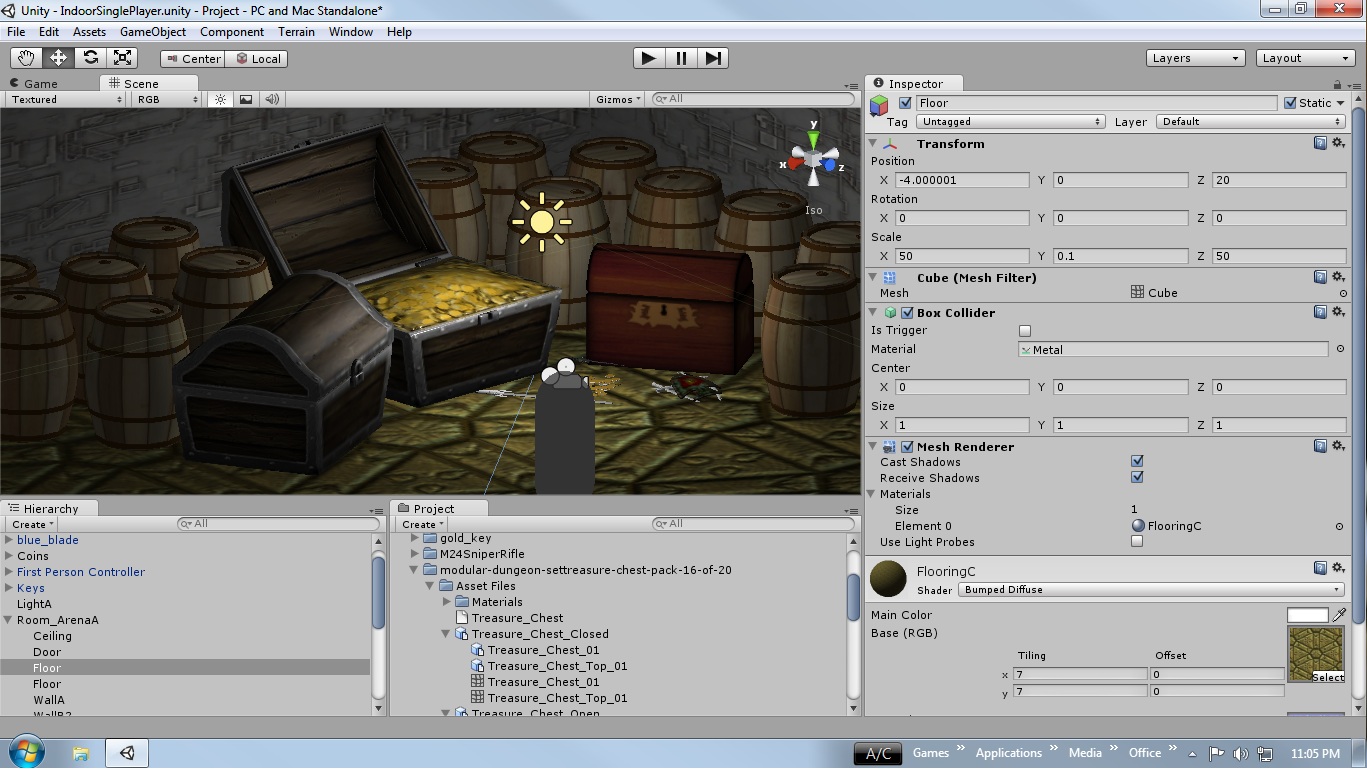 Unity - IndoorSinglePlayer.unity - Project - PC and Mac Standalone*
File Edit Assets GameObject Component Terrain Window Help
Center Local
Layers Layout
Game Scene
Textured RGB Gizmos All
y
x z
Iso
Inspector
Floor Static
Tag Untagged Layer Default
Transform
Position
X -4.000001 Y 0 Z 20
Rotation
X 0 Y 0 Z 0
Scale
X 50 Y 0.1 Z 50
Cube (Mesh Filter)
Mesh Cube
Box Collider
Is Trigger
Material Metal
Center
X 0 Y 0 Z 0
Size
X 1 Y 1 Z 1
Mesh Renderer
Cast Shadows
Receive Shadows
Materials
Size 1
Element 0 FlooringC
Use Light Probes
FlooringC
Shader Bumped Diffuse
Main Color
Base (RGB)
Tiling Offset
x 7 0
y 7 0
Select
Hierarchy
Create All
blue_blade
Coins
First Person Controller
Keys
LightA
Room_ArenaA
Ceiling
Door
Floor
Floor
WallA
WallB2
Project
Create All
gold_key
M24SniperRifle
modular-dungeon-settreasure-chest-pack-16-of-20
Asset Files
Materials
Treasure_Chest
Treasure_Chest_Closed
Treasure_Chest_01
Treasure_Chest_Top_01
Treasure_Chest_01
Treasure_Chest_Top_01
Treasure_Chest_Open
A/C Games Applications Media Office 11:05 PM